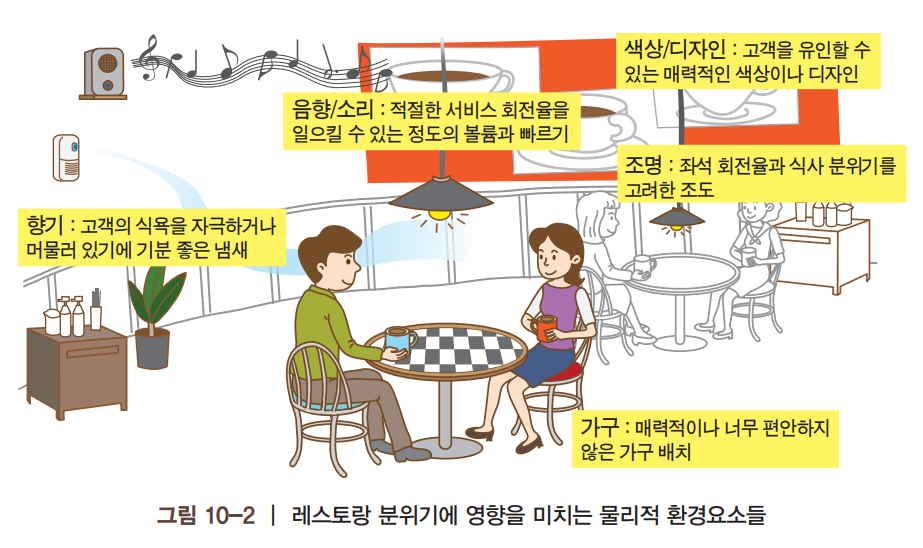 색상/디자인 : 고객을 유인할 수
있는 매력적인 색상이나 디자인
음향/소리 : 적절한 서비스 회전율을
일으킬 수 있는 정도의 볼륨과 빠르기
조명 : 좌석 회전율과 식사 분위기를
고려한 조도
향기 : 고객의 식욕을 자극하거나
머물러 있기에 기분 좋은 냄새
가구 : 매력적이나 너무 편안하지
않은 가구 배치
그림 10-2 | 레스토랑 분위기에 영향을 미치는 물리적 환경요소들